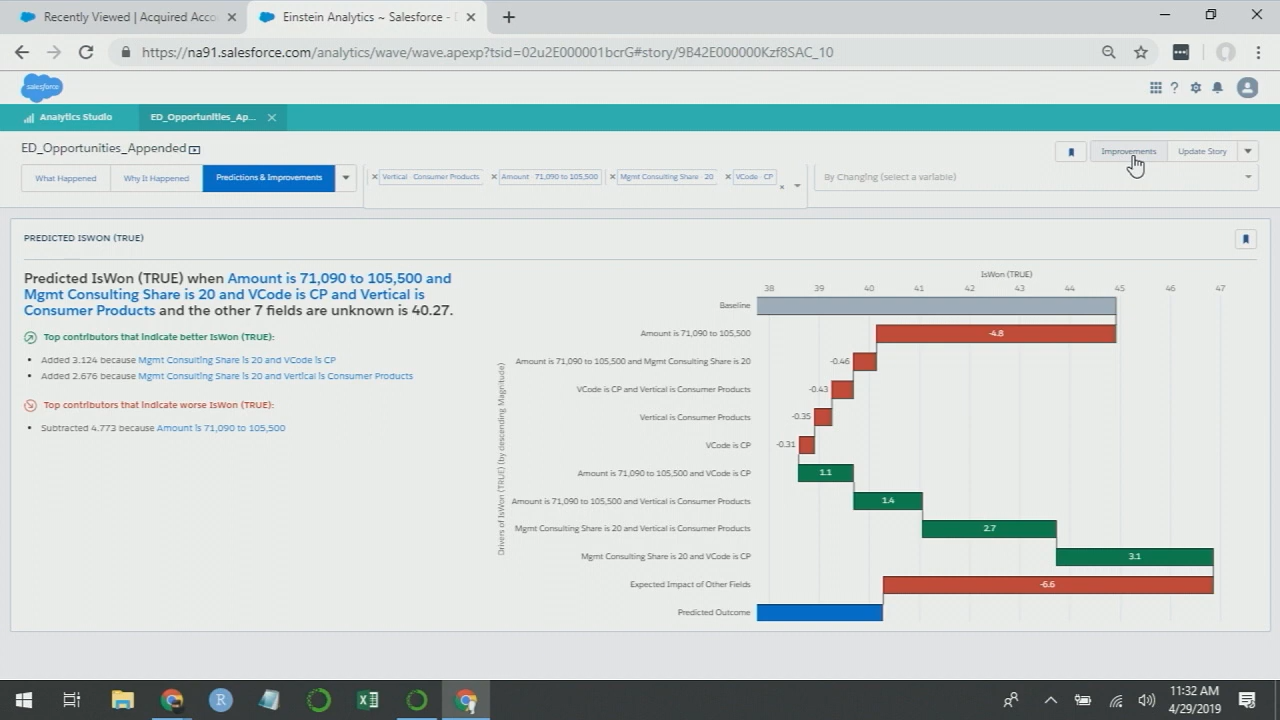 Recently Viewed | Acquired Acco
Einstein Analytics ~ Salesforce -
https://na91.salesforce.com/analytics/wave/wave.apexp?tsid=02u2E000001bcrG#story/9B42E000000Kzf8SAC_10
salesforce
Analytics Studio
ED_Opportunities_Ap...
ED_Opportunities_Appended
Improvements
Update Story
What Happened
Why It Happened
Predictions & Improvements
Vertical · Consumer Products
Amount · 71,090 to 105,500
Mgmt Consulting Share · 20
VCode · CP
By Changing (select a variable)
PREDICTED ISWON (TRUE)
Predicted IsWon (TRUE) when Amount is 71,090 to 105,500 and
Mgmt Consulting Share is 20 and VCode is CP and Vertical is
Consumer Products and the other 7 fields are unknown is 40.27.
Top contributors that indicate better IsWon (TRUE):
• Added 3.124 because Mgmt Consulting Share is 20 and VCode is CP
• Added 2.676 because Mgmt Consulting Share is 20 and Vertical is Consumer Products
Top contributors that indicate worse IsWon (TRUE):
• Subtracted 4.773 because Amount is 71,090 to 105,500
IsWon (TRUE)
38 39 40 41 42 43 44 45 46 47
Drivers of IsWon (TRUE) (by descending Magnitude)
Baseline
Amount is 71,090 to 105,500 -4.8
Amount is 71,090 to 105,500 and Mgmt Consulting Share is 20 -0.46
VCode is CP and Vertical is Consumer Products -0.43
Vertical is Consumer Products -0.35
VCode is CP -0.31
Amount is 71,090 to 105,500 and VCode is CP 1.1
Amount is 71,090 to 105,500 and Vertical is Consumer Products 1.4
Mgmt Consulting Share is 20 and Vertical is Consumer Products 2.7
Mgmt Consulting Share is 20 and VCode is CP 3.1
Expected Impact of Other Fields -6.6
Predicted Outcome
11:32 AM
4/29/2019